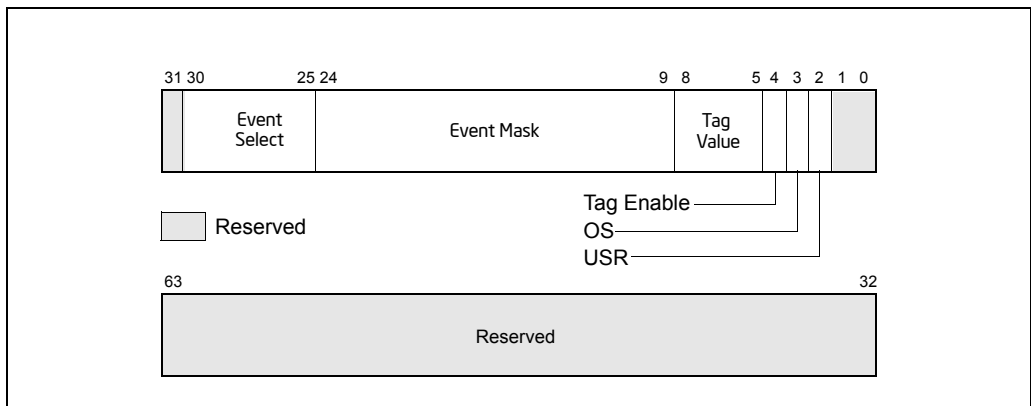 31 30 25 24 9 8 5 4 3 2 1 0
Event
Select
Event Mask
Tag
Value
Tag Enable
OS
USR
Reserved
63 32
Reserved